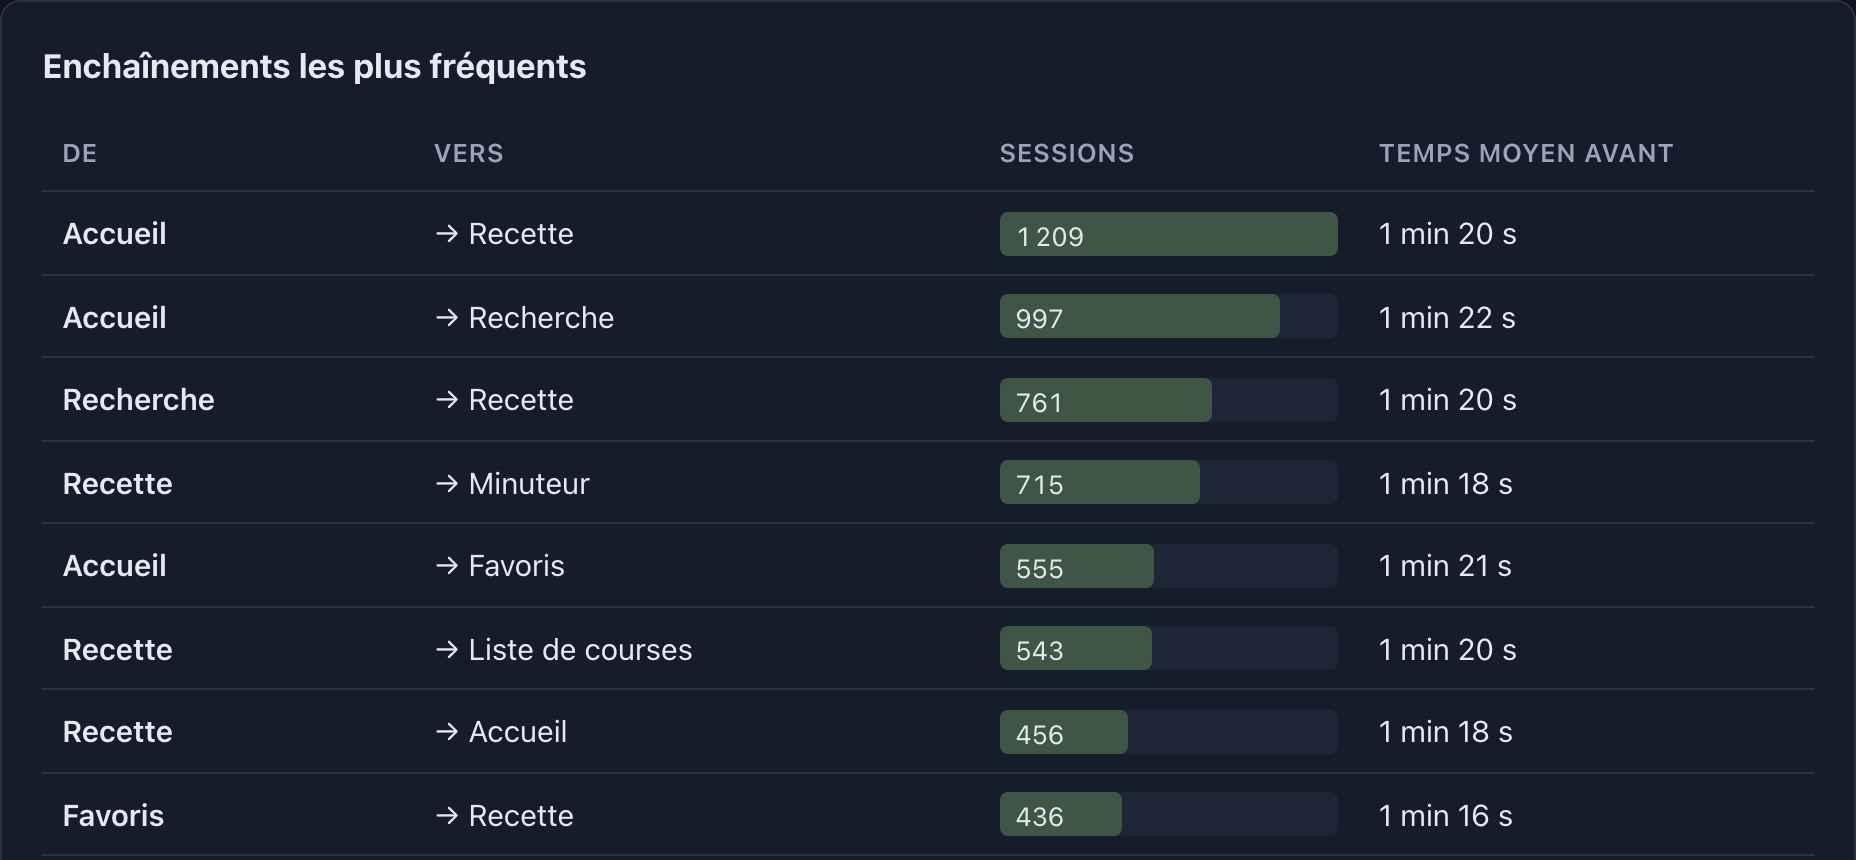 Enchaînements les plus fréquents
DE VERS SESSIONS TEMPS MOYEN AVANT
Accueil → Recette 1 209 1 min 20 s
Accueil → Recherche 997 1 min 22 s
Recherche → Recette 761 1 min 20 s
Recette → Minuteur 715 1 min 18 s
Accueil → Favoris 555 1 min 21 s
Recette → Liste de courses 543 1 min 20 s
Recette → Accueil 456 1 min 18 s
Favoris → Recette 436 1 min 16 s